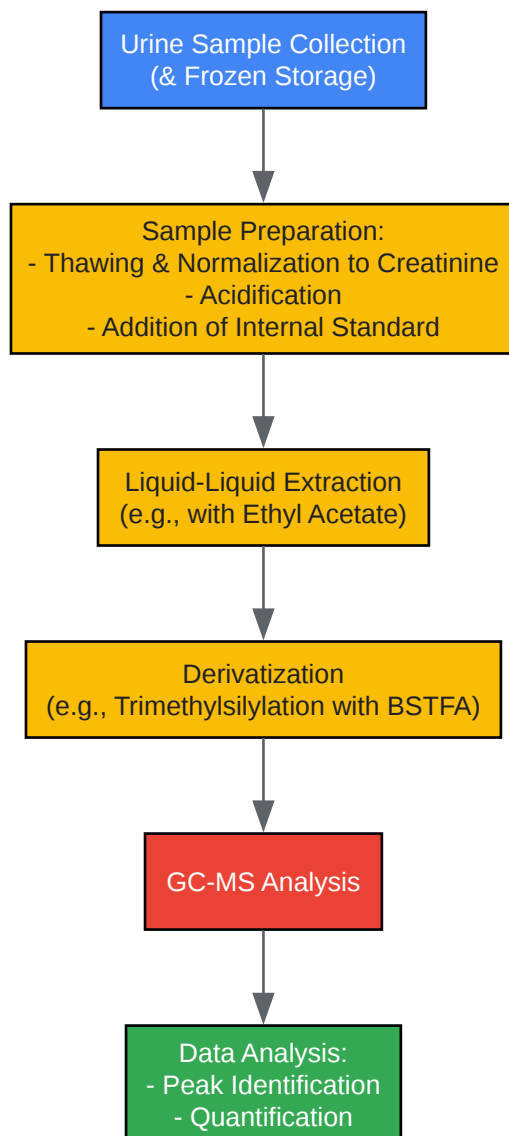 Urine Sample Collection
(& Frozen Storage)
Sample Preparation:
- Thawing & Normalization to Creatinine
- Acidification
- Addition of Internal Standard
Liquid-Liquid Extraction
(e.g., with Ethyl Acetate)
Derivatization
(e.g., Trimethylsilylation with BSTFA)
GC-MS Analysis
Data Analysis:
- Peak Identification
- Quantification